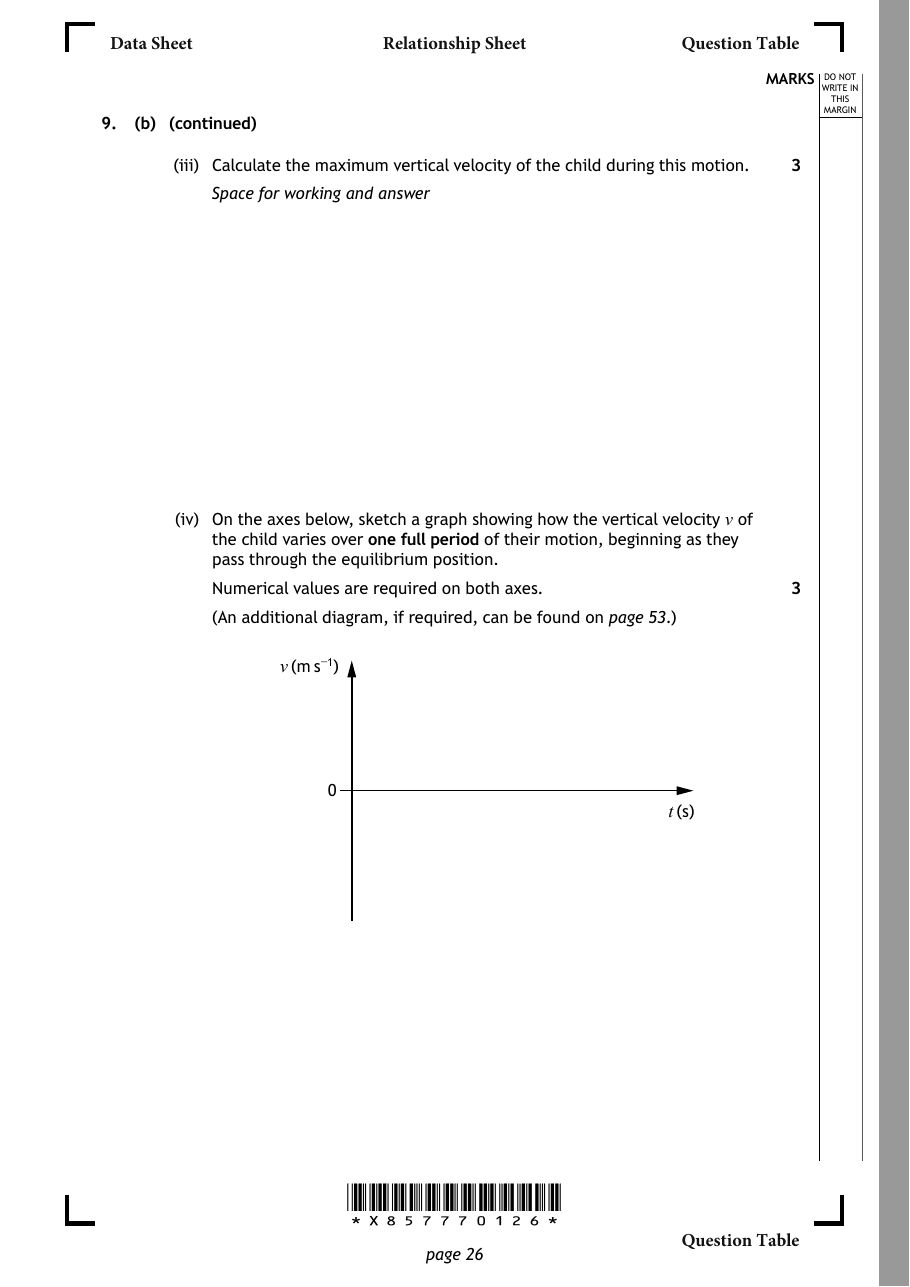 Data Sheet Relationship Sheet Question Table
MARKS
DO NOT
WRITE IN
THIS
MARGIN
9. (b) (continued)
(iii) Calculate the maximum vertical velocity of the child during this motion. 3
Space for working and answer
(iv) On the axes below, sketch a graph showing how the vertical velocity v of
the child varies over one full period of their motion, beginning as they
pass through the equilibrium position.
Numerical values are required on both axes. 3
(An additional diagram, if required, can be found on page 53.)
v (m s⁻¹)
0
t (s)
* X 8 5 7 7 7 0 1 2 6 *
page 26
Question Table